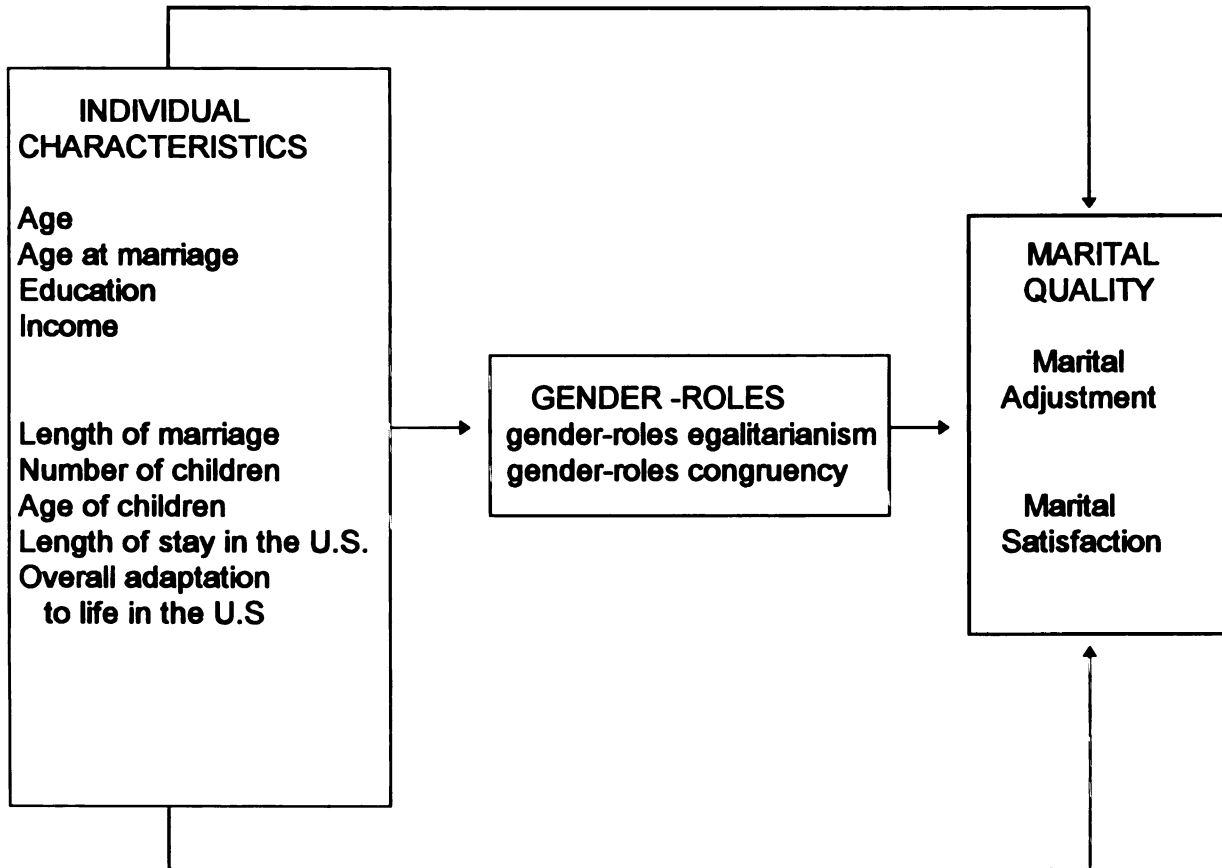 INDIVIDUAL
CHARACTERISTICS
Age
Age at marriage
Education
Income
Length of marriage
Number of children
Age of children
Length of stay in the U.S.
Overall adaptation
to life in the U.S
GENDER -ROLES
gender-roles egalitarianism
gender-roles congruency
MARITAL
QUALITY
Marital
Adjustment
Marital
Satisfaction